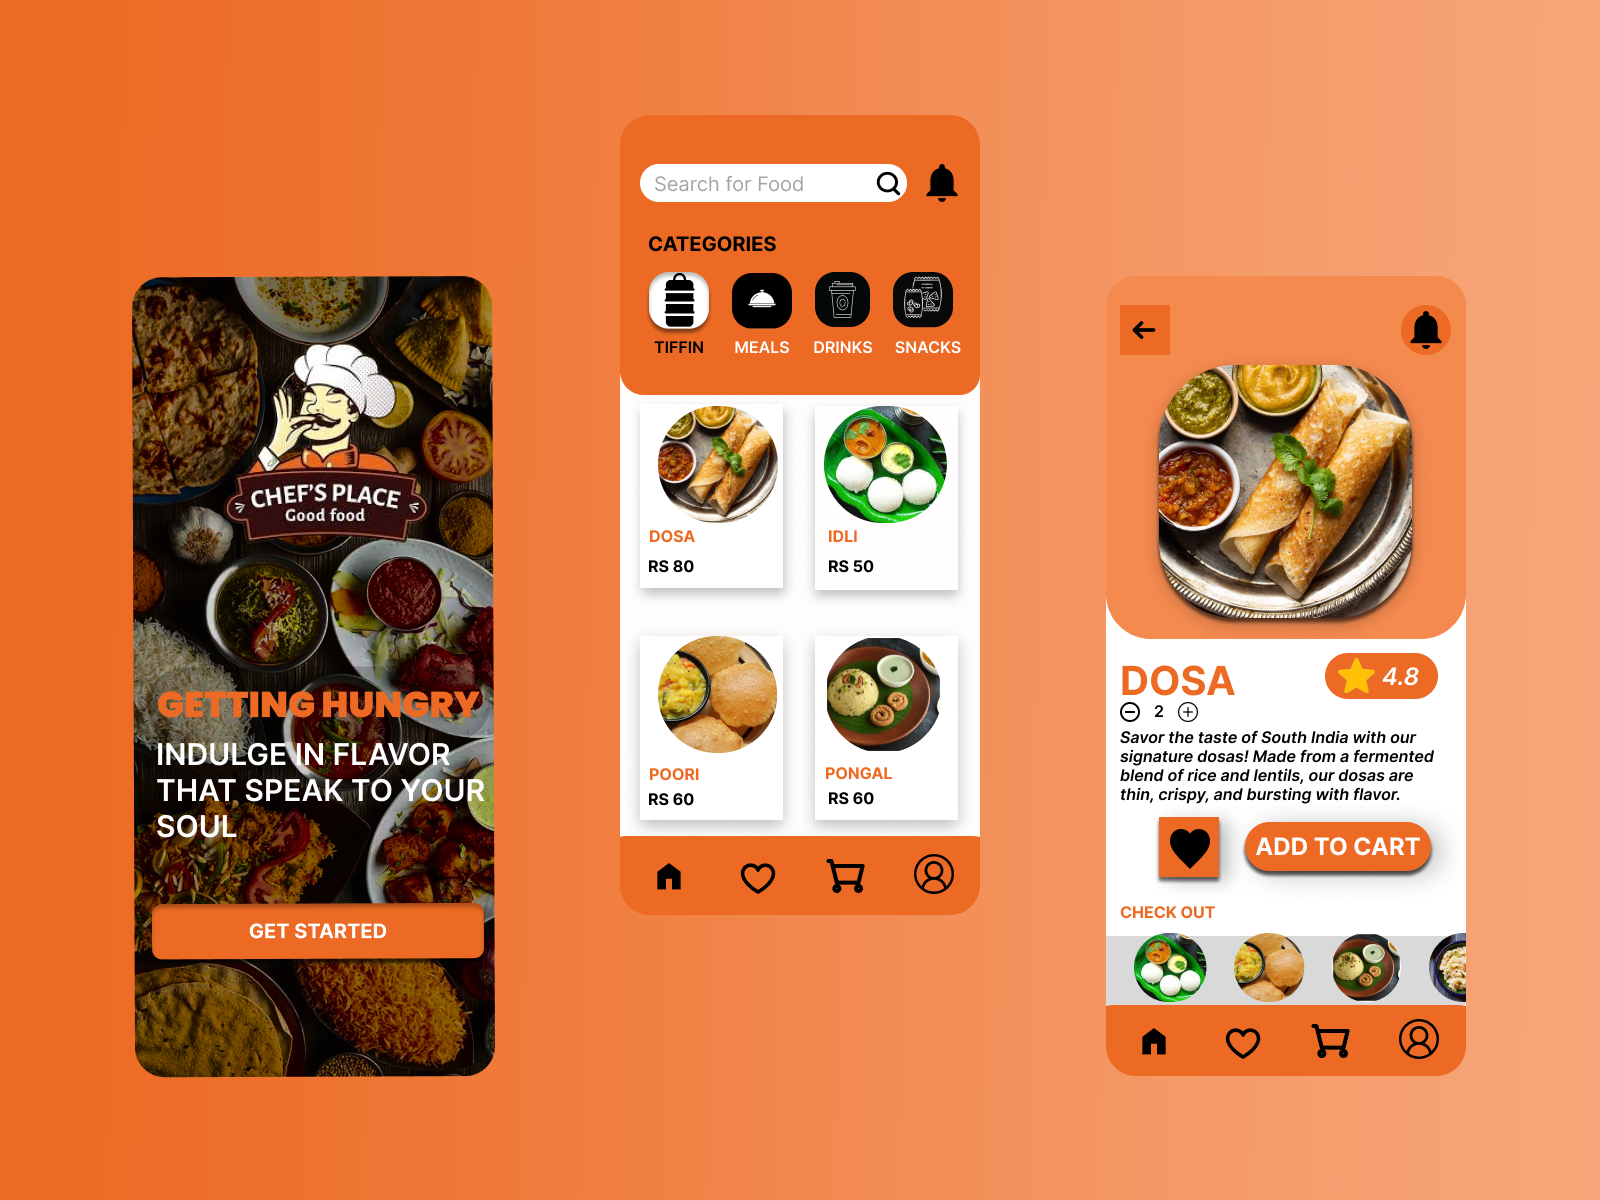 CHEF'S PLACE
Good food
GETTING HUNGRY
INDULGE IN FLAVOR
THAT SPEAK TO YOUR
SOUL
GET STARTED
Search for Food
CATEGORIES
TIFFIN MEALS DRINKS SNACKS
DOSA
RS 80
IDLI
RS 50
POORI
RS 60
PONGAL
RS 60
DOSA
4.8
2
Savor the taste of South India with our
signature dosas! Made from a fermented
blend of rice and lentils, our dosas are
thin, crispy, and bursting with flavor.
ADD TO CART
CHECK OUT